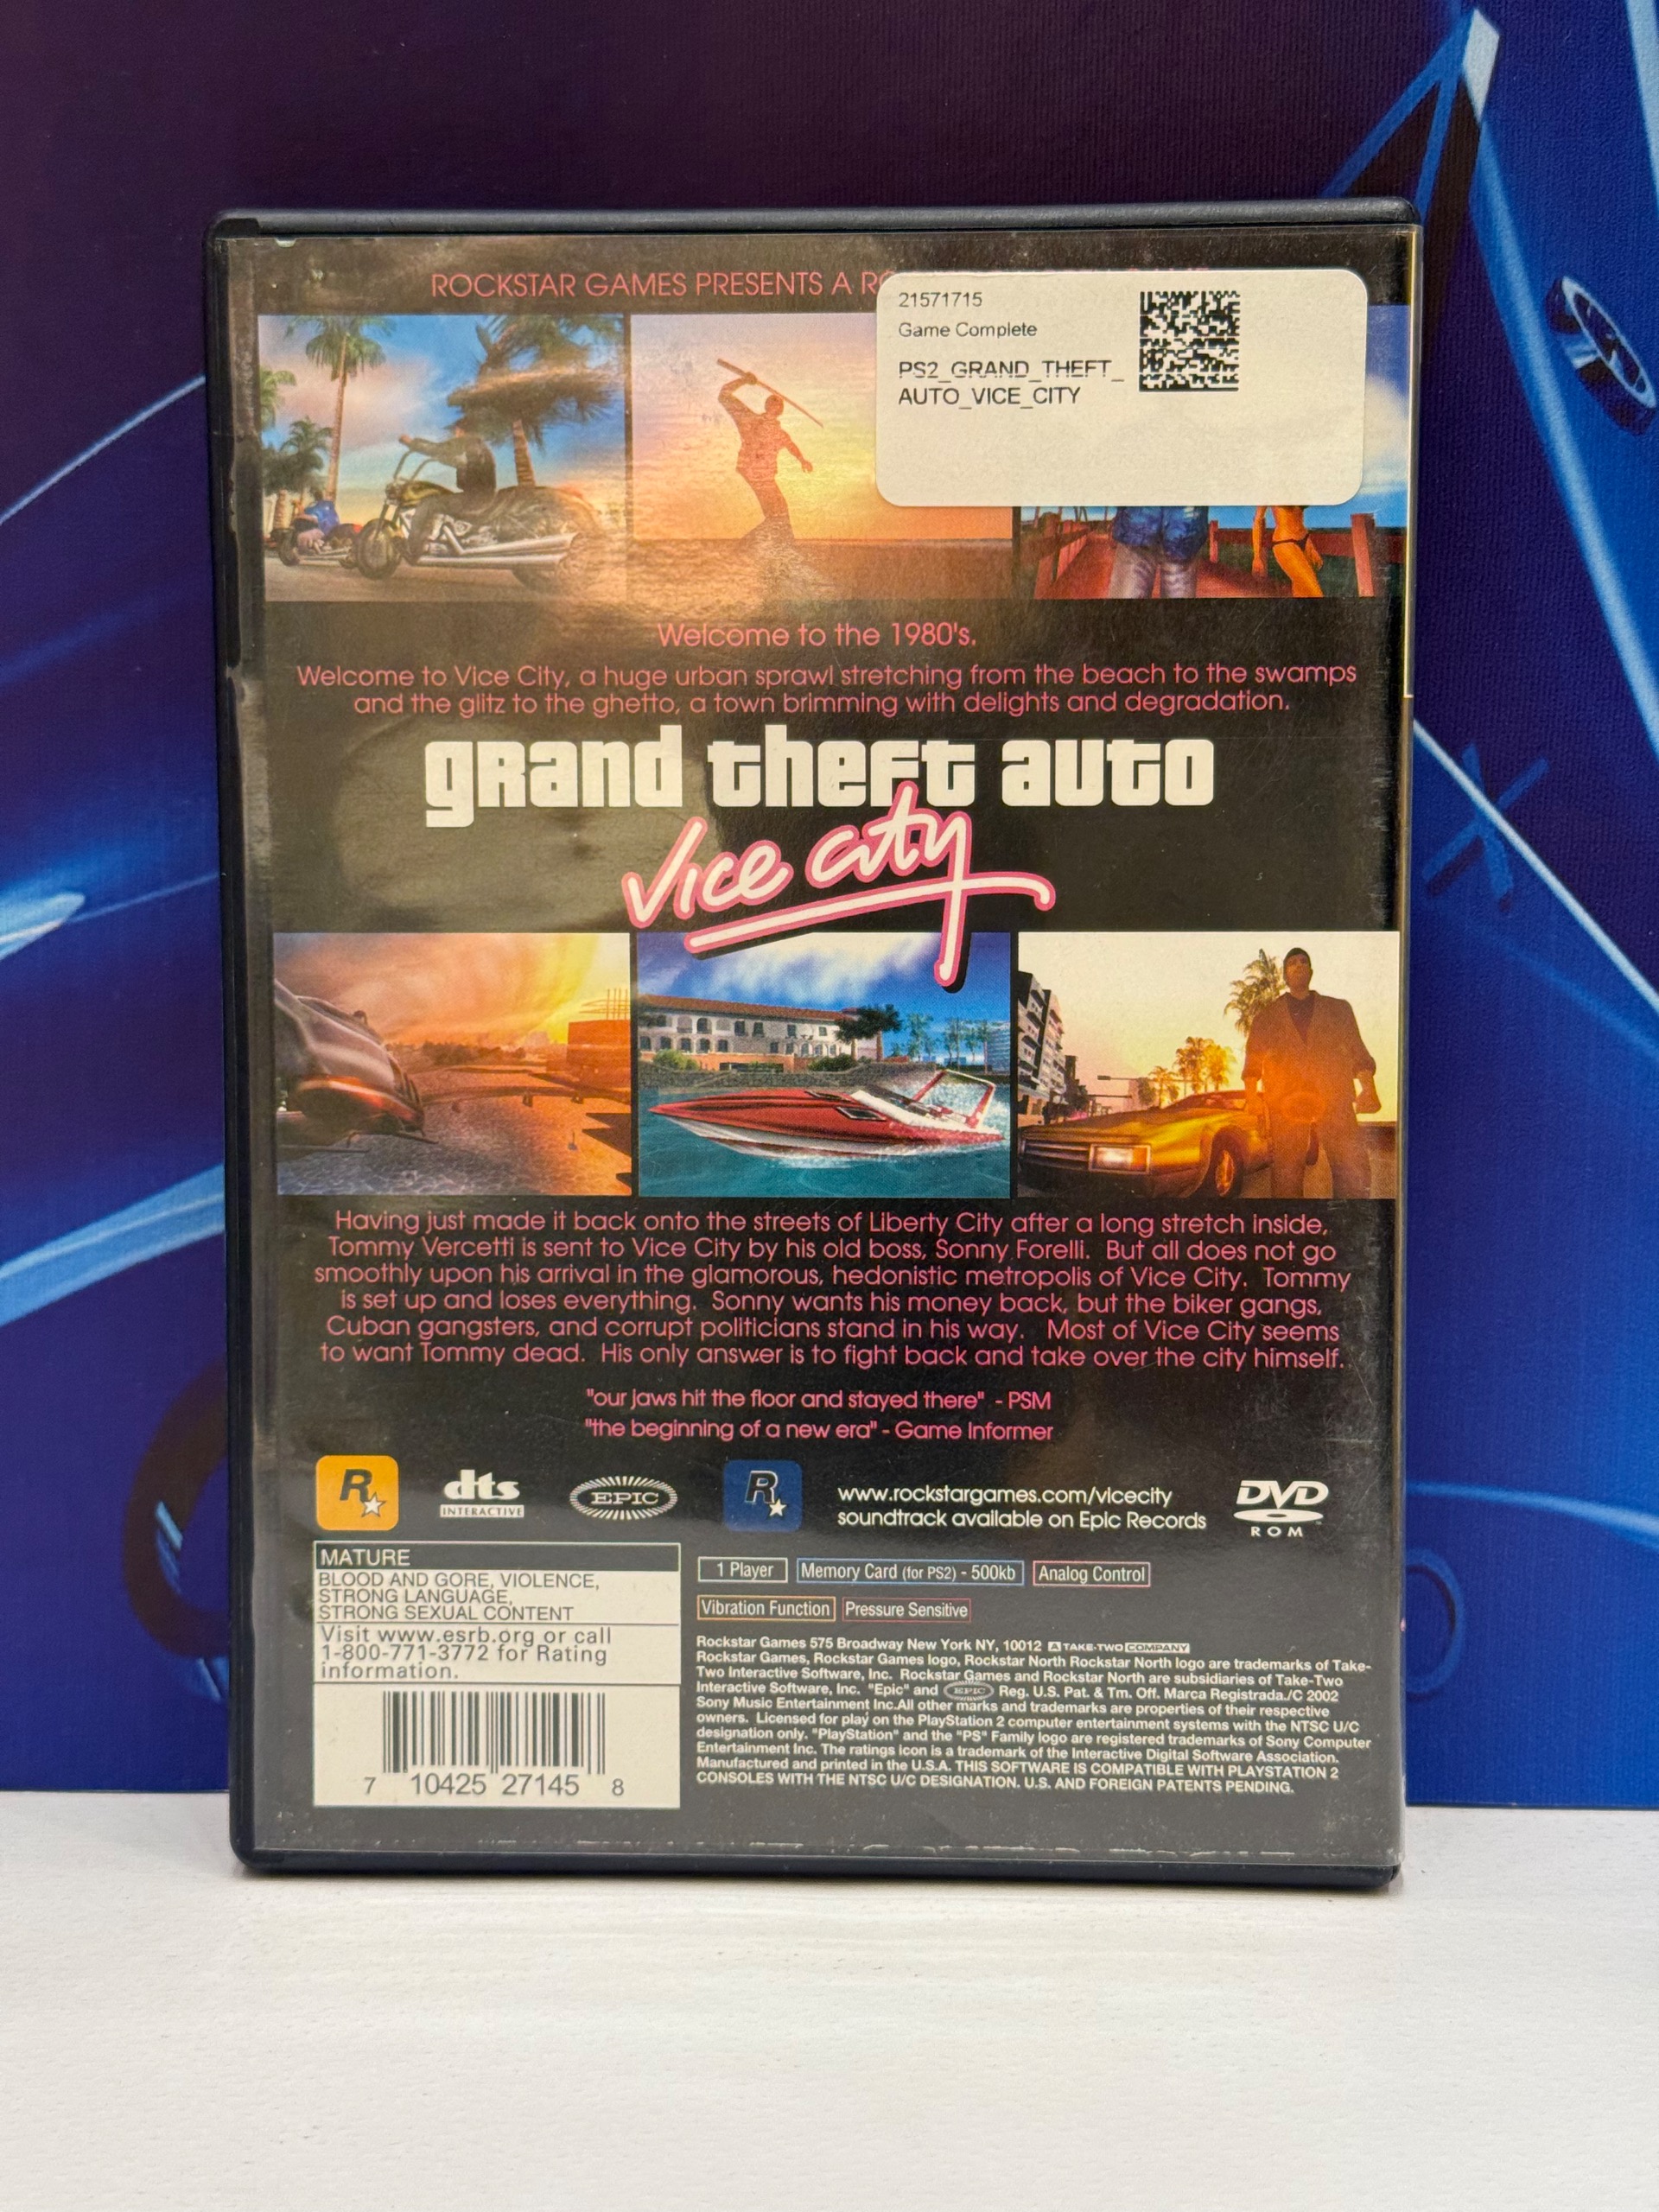 ROCKSTAR GAMES PRESENTS A
21571715
Game Complete
PS2_GRAND_THEFT_
AUTO_VICE_CITY
Welcome to the 1980's.
Welcome to Vice City, a huge urban sprawl stretching from the beach to the swamps
and the glitz to the ghetto, a town brimming with delights and degradation.
grand theft auto
vice city
Having just made it back onto the streets of Liberty City after a long stretch inside,
Tommy Vercetti is sent to Vice City by his old boss, Sonny Forelli. But all does not go
smoothly upon his arrival in the glamorous, hedonistic metropolis of Vice City. Tommy
is set up and loses everything. Sonny wants his money back, but the biker gangs,
Cuban gangsters, and corrupt politicians stand in his way. Most of Vice City seems
to want Tommy dead. His only answer is to fight back and take over the city himself.
"our jaws hit the floor and stayed there" - PSM
"the beginning of a new era" - Game Informer
R
dts
INTERACTIVE
EPIC
R
www.rockstargames.com/vicecity
soundtrack available on Epic Records
DVD
ROM
MATURE
BLOOD AND GORE, VIOLENCE,
STRONG LANGUAGE,
STRONG SEXUAL CONTENT
Visit www.esrb.org or call
1-800-771-3772 for Rating
information.
7 10425 27145 8
1 Player
Memory Card (for PS2) - 500kb
Analog Control
Vibration Function
Pressure Sensitive
Rockstar Games 575 Broadway New York NY, 10012 A TAKE-TWO COMPANY
Rockstar Games, Rockstar Games logo, Rockstar North Rockstar North logo are trademarks of Take-
Two Interactive Software, Inc. Rockstar Games and Rockstar North are subsidiaries of Take-Two
Interactive Software, Inc. "Epic" and EPIC Reg. U.S. Pat. & Tm. Off. Marca Registrada./C 2002
Sony Music Entertainment Inc.All other marks and trademarks are properties of their respective
owners. Licensed for play on the PlayStation 2 computer entertainment systems with the NTSC U/C
designation only. "PlayStation" and the "PS" Family logo are registered trademarks of Sony Computer
Entertainment Inc. The ratings icon is a trademark of the Interactive Digital Software Association.
Manufactured and printed in the U.S.A. THIS SOFTWARE IS COMPATIBLE WITH PLAYSTATION 2
CONSOLES WITH THE NTSC U/C DESIGNATION. U.S. AND FOREIGN PATENTS PENDING.